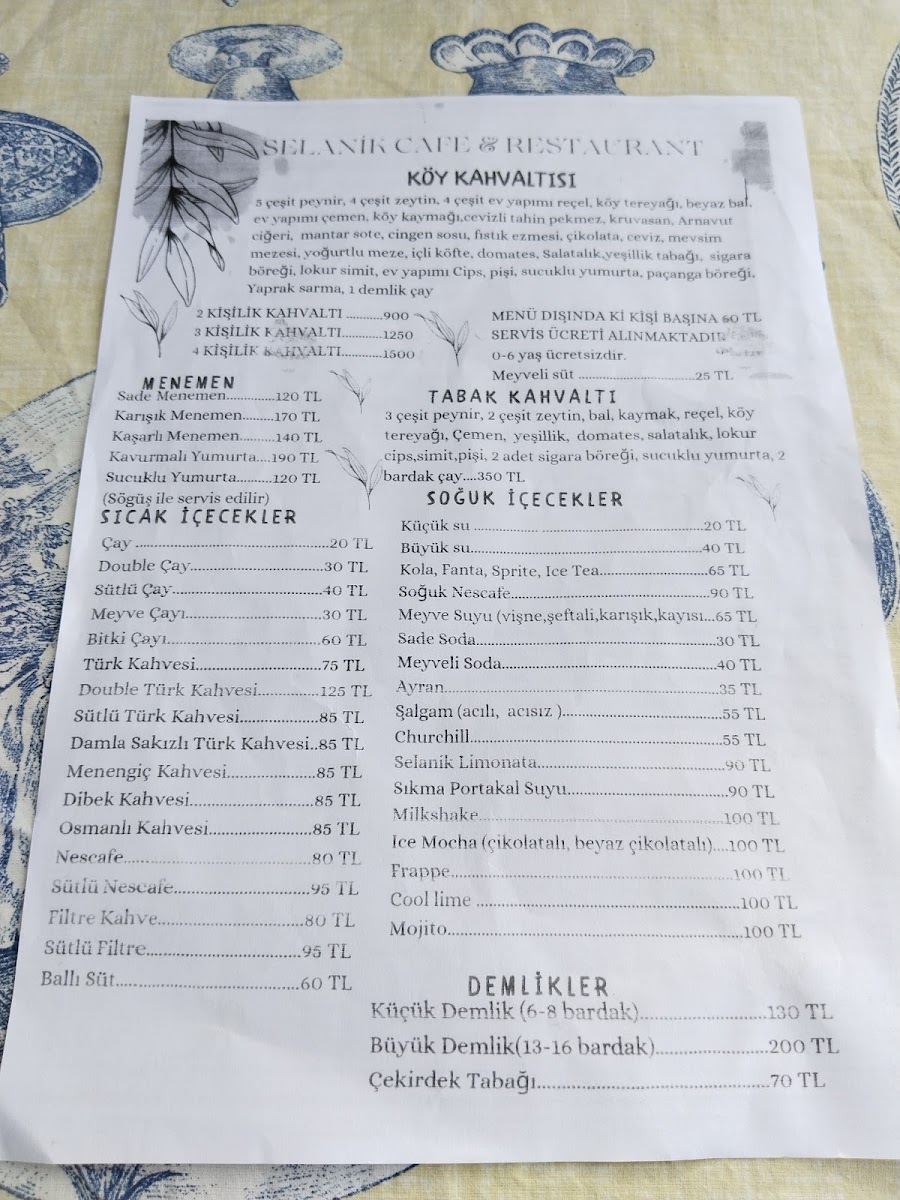 SELANİK CAFE & RESTAURANT
KÖY KAHVALTISI
5 çeşit peynir, 4 çeşit zeytin, 4 çeşit ev yapımı reçel, köy tereyağı, beyaz bal,
ev yapımı çemen, köy kaymağı,cevizli tahin pekmez, kruvasan, Arnavut
ciğeri, mantar sote, cingen sosu, fıstık ezmesi, çikolata, ceviz, mevsim
mezesi, yoğurtlu meze, içli köfte, domates, Salatalık,yeşillik tabağı, sigara
böreği, lokur simit, ev yapımı Cips, pişi, sucuklu yumurta, paçanga böreği,
Yaprak sarma, 1 demlik çay
2 KİŞİLİK KAHVALTI ..........900
3 KİŞİLİK KAHVALTI..........1250
4 KİŞİLİK KAHVALTI..........1500
MENÜ DIŞINDA Kİ KİŞİ BAŞINA 60 TL
SERVİS ÜCRETİ ALINMAKTADIR
0-6 yaş ücretsizdir.
Meyveli süt ..............................25 TL
MENEMEN
Sade Menemen...........120 TL
Karışık Menemen.......170 TL
Kaşarlı Menemen.........140 TL
Kavurmalı Yumurta....190 TL
Sucuklu Yumurta.........120 TL
(Söğüş ile servis edilir)
TABAK KAHVALTI
3 çeşit peynir, 2 çeşit zeytin, bal, kaymak, reçel, köy
tereyağı, Çemen, yeşillik, domates, salatalık, lokur
cips,simit,pişi, 2 adet sigara böreği, sucuklu yumurta, 2
bardak çay....350 TL
SICAK İÇECEKLER
Çay ..............................................20 TL
Double Çay................................30 TL
Sütlü Çay....................................40 TL
Meyve Çayı.................................30 TL
Bitki Çayı....................................60 TL
Türk Kahvesi.............................75 TL
Double Türk Kahvesi..............125 TL
Sütlü Türk Kahvesi..................85 TL
Damla Sakızlı Türk Kahvesi..85 TL
Menengiç Kahvesi....................85 TL
Dibek Kahvesi...........................85 TL
Osmanlı Kahvesi.......................85 TL
Nescafe.......................................80 TL
Sütlü Nescafe............................95 TL
Filtre Kahve...............................80 TL
Sütlü Filtre................................95 TL
Ballı Süt......................................60 TL
SOĞUK İÇECEKLER
Küçük su ..............................................20 TL
Büyük su...............................................40 TL
Kola, Fanta, Sprite, Ice Tea......................65 TL
Soğuk Nescafe..............................................90 TL
Meyve Suyu (vişne,şeftali,karışık,kayısı...65 TL
Sade Soda.................................................30 TL
Meyveli Soda............................................40 TL
Ayran.........................................................35 TL
Şalgam (acılı, acısız )................................55 TL
Churchill....................................................55 TL
Selanik Limonata......................................90 TL
Sıkma Portakal Suyu.................................90 TL
Milkshake..................................................100 TL
Ice Mocha (çikolatalı, beyaz çikolatalı)....100 TL
Frappe.......................................................100 TL
Cool lime ..................................................100 TL
Mojito........................................................100 TL
DEMLİKLER
Küçük Demlik (6-8 bardak)......................130 TL
Büyük Demlik(13-16 bardak)...................200 TL
Çekirdek Tabağı.......................................70 TL